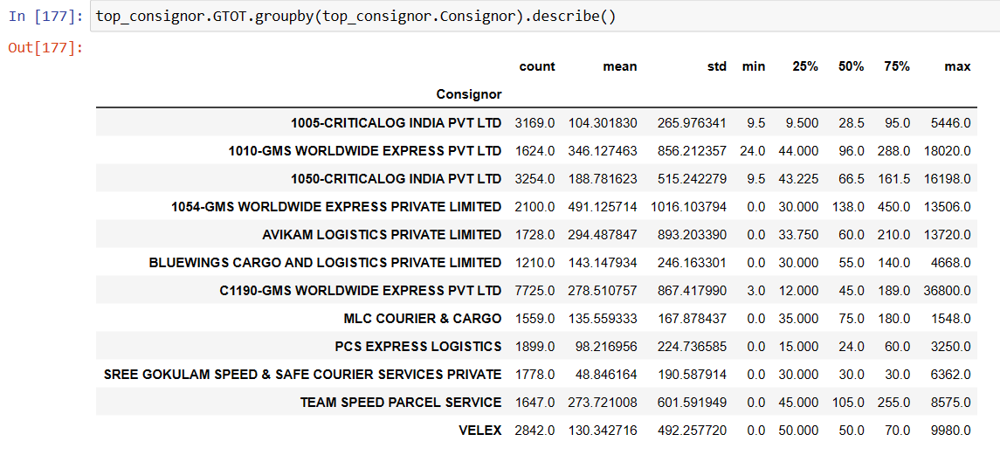 In [177]: top_consignor.GTOT.groupby(top_consignor.Consignor).describe()
Out[177]:
count mean std min 25% 50% 75% max
Consignor
1005-CRITICALOG INDIA PVT LTD 3169.0 104.301830 265.976341 9.5 9.500 28.5 95.0 5446.0
1010-GMS WORLDWIDE EXPRESS PVT LTD 1624.0 346.127463 856.212357 24.0 44.000 96.0 288.0 18020.0
1050-CRITICALOG INDIA PVT LTD 3254.0 188.781623 515.242279 9.5 43.225 66.5 161.5 16198.0
1054-GMS WORLDWIDE EXPRESS PRIVATE LIMITED 2100.0 491.125714 1016.103794 0.0 30.000 138.0 450.0 13506.0
AVIKAM LOGISTICS PRIVATE LIMITED 1728.0 294.487847 893.203390 0.0 33.750 60.0 210.0 13720.0
BLUEWINGS CARGO AND LOGISTICS PRIVATE LIMITED 1210.0 143.147934 246.163301 0.0 30.000 55.0 140.0 4668.0
C1190-GMS WORLDWIDE EXPRESS PVT LTD 7725.0 278.510757 867.417990 3.0 12.000 45.0 189.0 36800.0
MLC COURIER & CARGO 1559.0 135.559333 167.878437 0.0 35.000 75.0 180.0 1548.0
PCS EXPRESS LOGISTICS 1899.0 98.216956 224.736585 0.0 15.000 24.0 60.0 3250.0
SREE GOKULAM SPEED & SAFE COURIER SERVICES PRIVATE 1778.0 48.846164 190.587914 0.0 30.000 30.0 30.0 6362.0
TEAM SPEED PARCEL SERVICE 1647.0 273.721008 601.591949 0.0 45.000 105.0 255.0 8575.0
VELEX 2842.0 130.342716 492.257720 0.0 50.000 50.0 70.0 9980.0